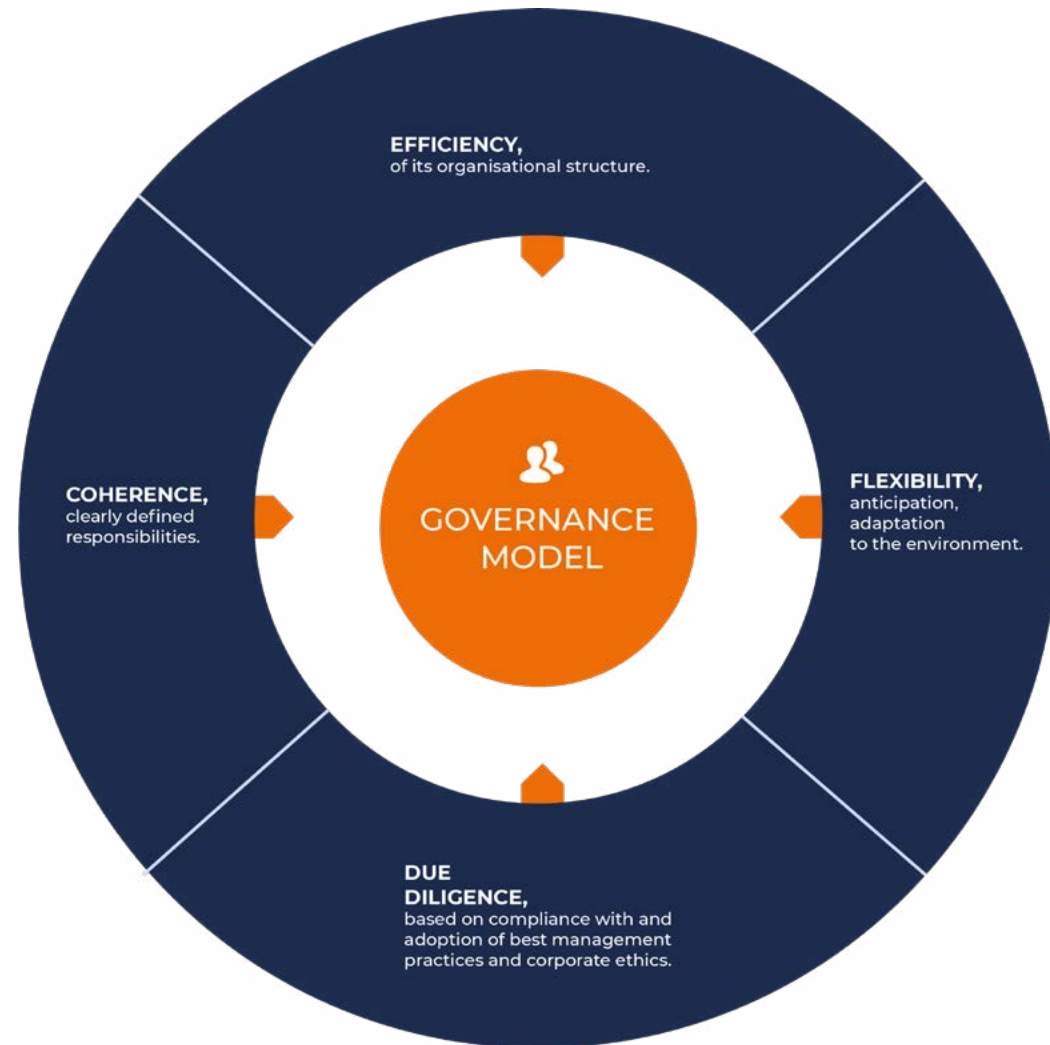 EFFICIENCY,
of its organisational structure.
COHERENCE,
clearly defined
responsibilities.
GOVERNANCE
MODEL
FLEXIBILITY,
anticipation,
adaptation
to the environment.
DUE
DILIGENCE,
based on compliance with and
adoption of best management
practices and corporate ethics.